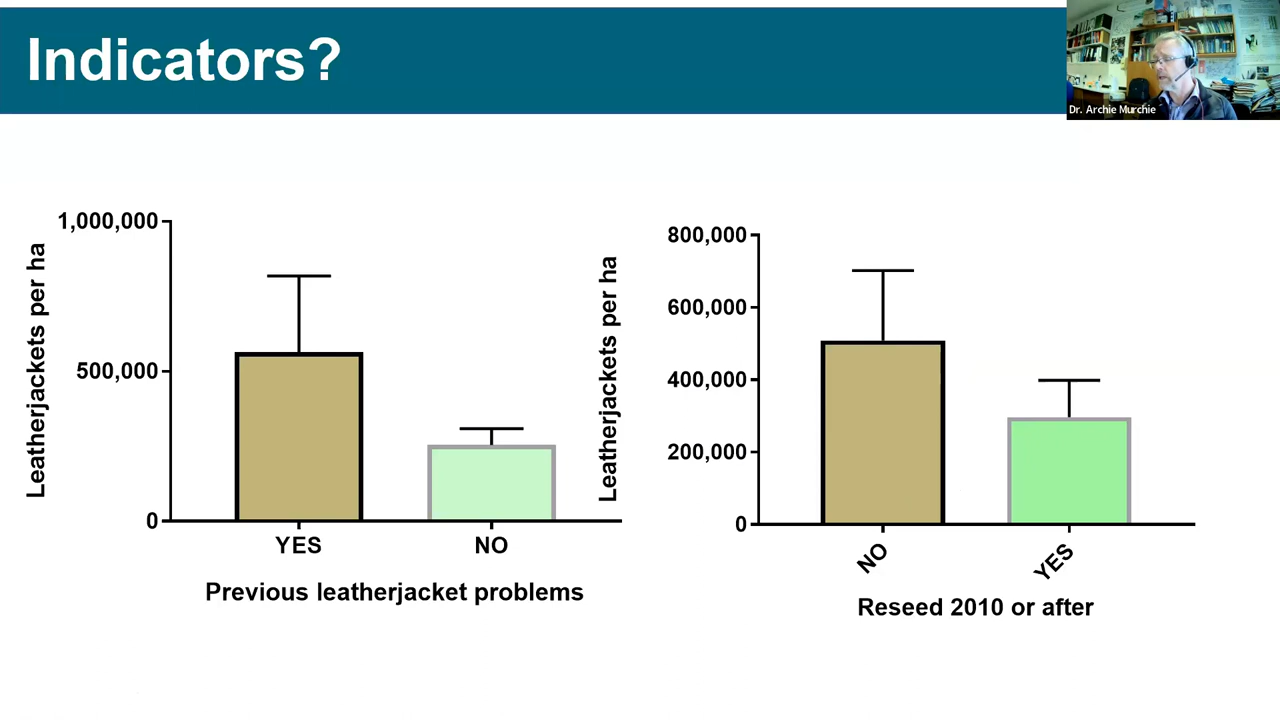 Indicators?
Dr. Archie Murchie
Leatherjackets per ha
1,000,000
500,000
0
YES
NO
Previous leatherjacket problems
Leatherjackets per ha
800,000
600,000
400,000
200,000
0
NO
YES
Reseed 2010 or after